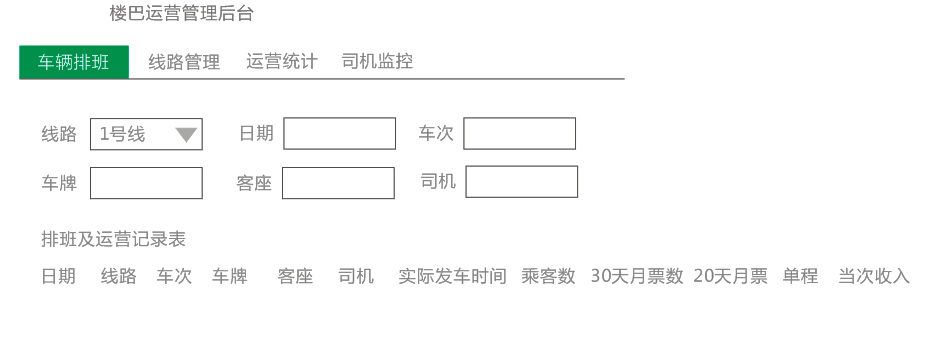 楼巴运营管理后台
车辆排班 线路管理 运营统计 司机监控
线路 1号线 日期 车次
车牌 客座 司机
排班及运营记录表
日期 线路 车次 车牌 客座 司机 实际发车时间 乘客数 30天月票数 20天月票 单程 当次收入